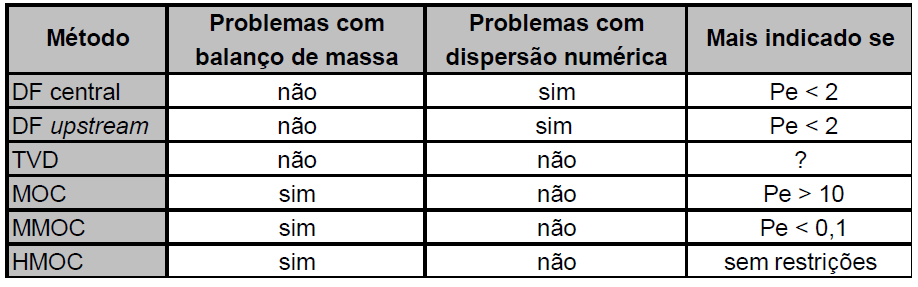 Método Problemas com balanço de massa Problemas com dispersão numérica Mais indicado se
DF central não sim Pe < 2
DF upstream não sim Pe < 2
TVD não não ?
MOC sim não Pe > 10
MMOC sim não Pe < 0,1
HMOC sim não sem restrições